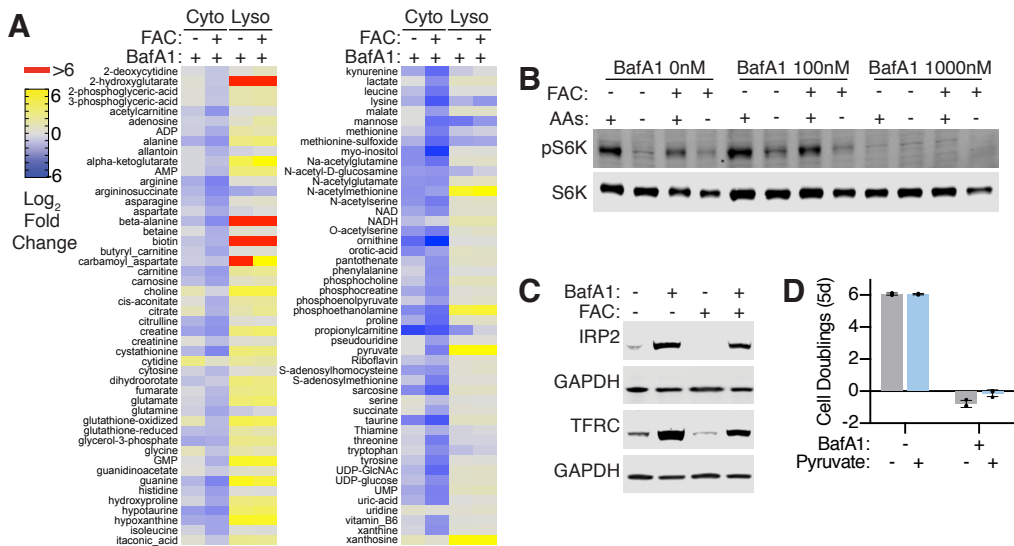 A
Cyto Lyso
FAC: - + - +
BafA1: + + + +
>6
6
0
6
Log2
Fold
Change
2-deoxycytidine
2-hydroxyglutarate
2-phosphoglyceric-acid
3-phosphoglyceric-acid
acetylcarnitine
adenosine
ADP
alanine
allantoin
alpha-ketoglutarate
AMP
arginine
argininosuccinate
asparagine
aspartate
beta-alanine
betaine
biotin
butyryl_carnitine
carbamoyl_aspartate
carnitine
carnosine
choline
cis-aconitate
citrate
citrulline
creatine
creatinine
cystathionine
cytidine
cytosine
dihydroorotate
fumarate
glutamate
glutamine
glutathione-oxidized
glutathione-reduced
glycerol-3-phosphate
glycine
GMP
guanidinoacetate
guanine
histidine
hydroxyproline
hypotaurine
hypoxanthine
isoleucine
itaconic_acid
Cyto Lyso
FAC: - + - +
BafA1: + + + +
kynurenine
lactate
leucine
lysine
malate
mannose
methionine
methionine-sulfoxide
myo-inositol
Na-acetylglutamine
N-acetyl-D-glucosamine
N-acetylglutamate
N-acetylmethionine
N-acetylserine
NAD
NADH
O-acetylserine
ornithine
orotic-acid
pantothenate
phenylalanine
phosphocholine
phosphocreatine
phosphoenolpyruvate
phosphoethanolamine
proline
propionylcarnitine
pseudouridine
pyruvate
Riboflavin
S-adenosylhomocysteine
S-adenosylmethionine
sarcosine
serine
succinate
taurine
Thiamine
threonine
tryptophan
tyrosine
UDP-GlcNAc
UDP-glucose
UMP
uric-acid
uridine
vitamin_B6
xanthine
xanthosine
B
BafA1 0nM BafA1 100nM BafA1 1000nM
FAC: - - + + - - + + - - + +
AAs: + - + - + - + - + - + -
pS6K
S6K
C
BafA1: - + - +
FAC: - - + +
IRP2
GAPDH
TFRC
GAPDH
D
Cell Doublings (5d)
6
4
2
0
-2
BafA1: - +
Pyruvate: - + - +